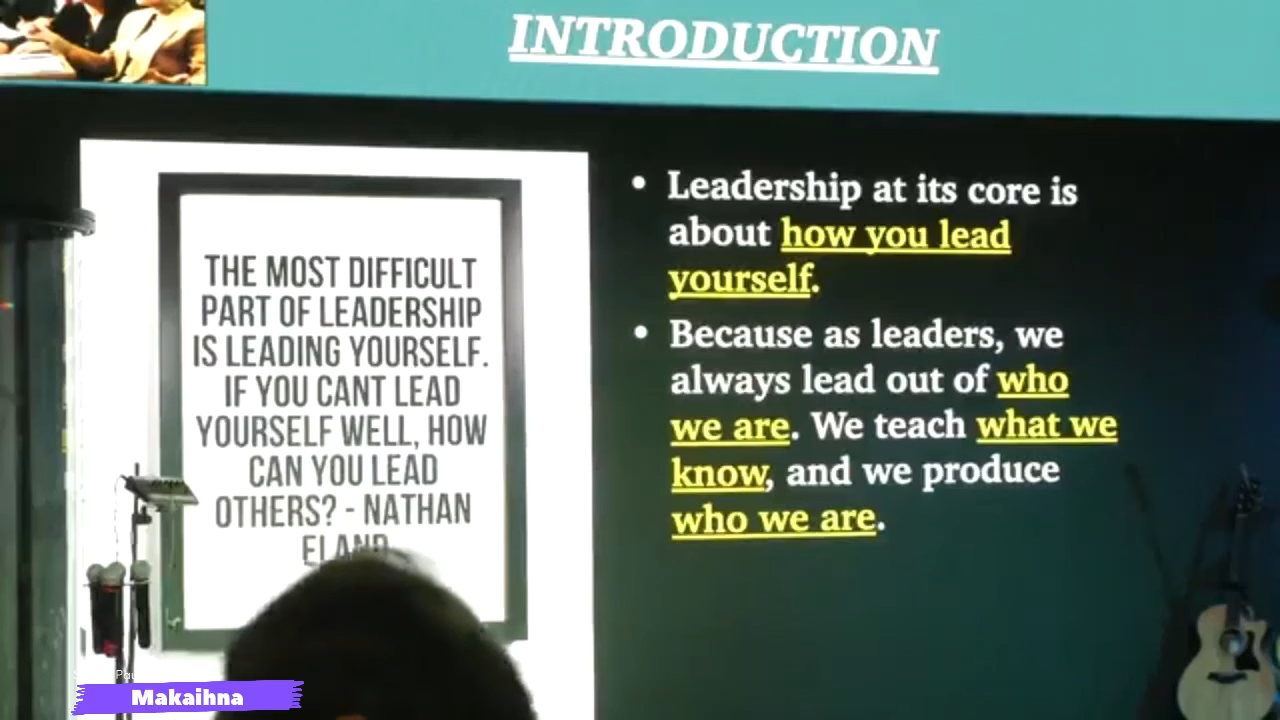 INTRODUCTION
THE MOST DIFFICULT
PART OF LEADERSHIP
IS LEADING YOURSELF.
IF YOU CANT LEAD
YOURSELF WELL, HOW
CAN YOU LEAD
OTHERS? - NATHAN
• Leadership at its core is
about how you lead
yourself.
• Because as leaders, we
always lead out of who
we are. We teach what we
know, and we produce
who we are.
Makaihna